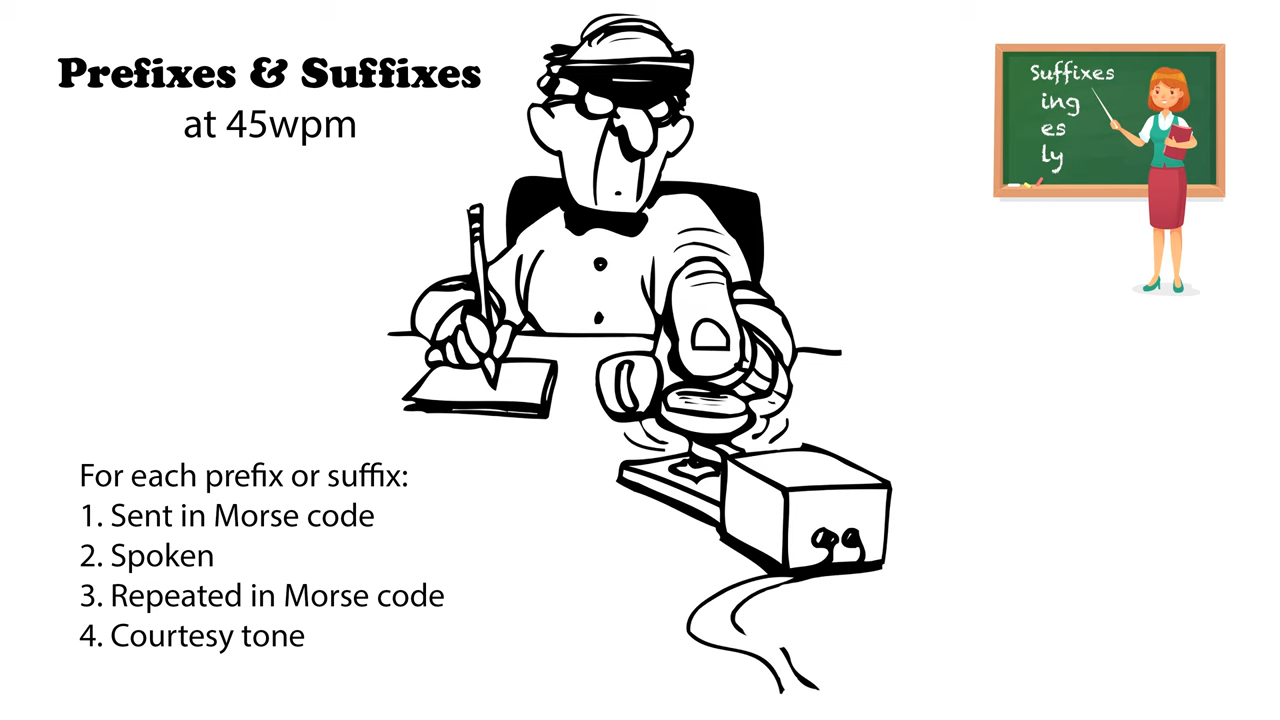 Prefixes & Suffixes
at 45wpm
Suffixes
ing
es
ly
For each prefix or suffix:
1. Sent in Morse code
2. Spoken
3. Repeated in Morse code
4. Courtesy tone